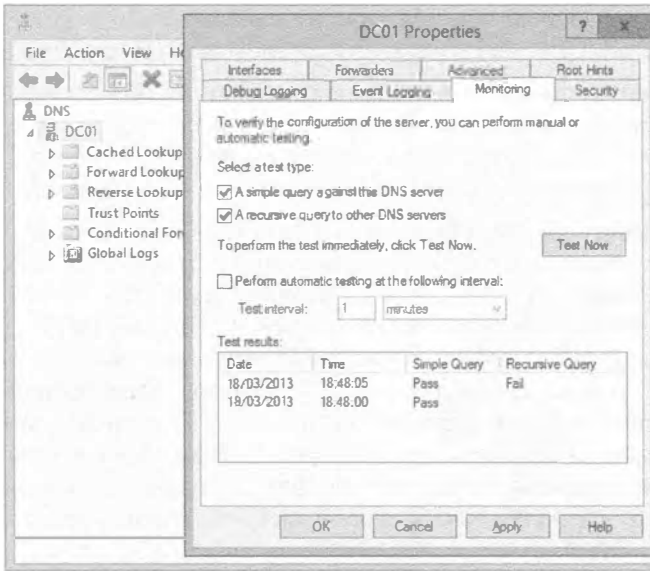 DC01 Properties
? x
File Action View He
Interfaces Forwarders Advanced Root Hints
Debug Logging Event Logging Monitoring Security
DNS
DC01
Cached Lookup
Forward Lookup
Reverse Lookup
Trust Points
Conditional For
Global Logs
To verify the configuration of the server, you can perform manual or
automatic testing.
Select a test type:
A simple query against this DNS server
A recursive query to other DNS servers
To perform the test immediately, click Test Now.
Test Now
Perform automatic testing at the following interval:
Test interval: 1 minutes
Test results:
Date Time Simple Query Recursive Query
18/03/2013 18:48:05 Pass Fail
18/03/2013 18:48:00 Pass
OK Cancel Apply Help